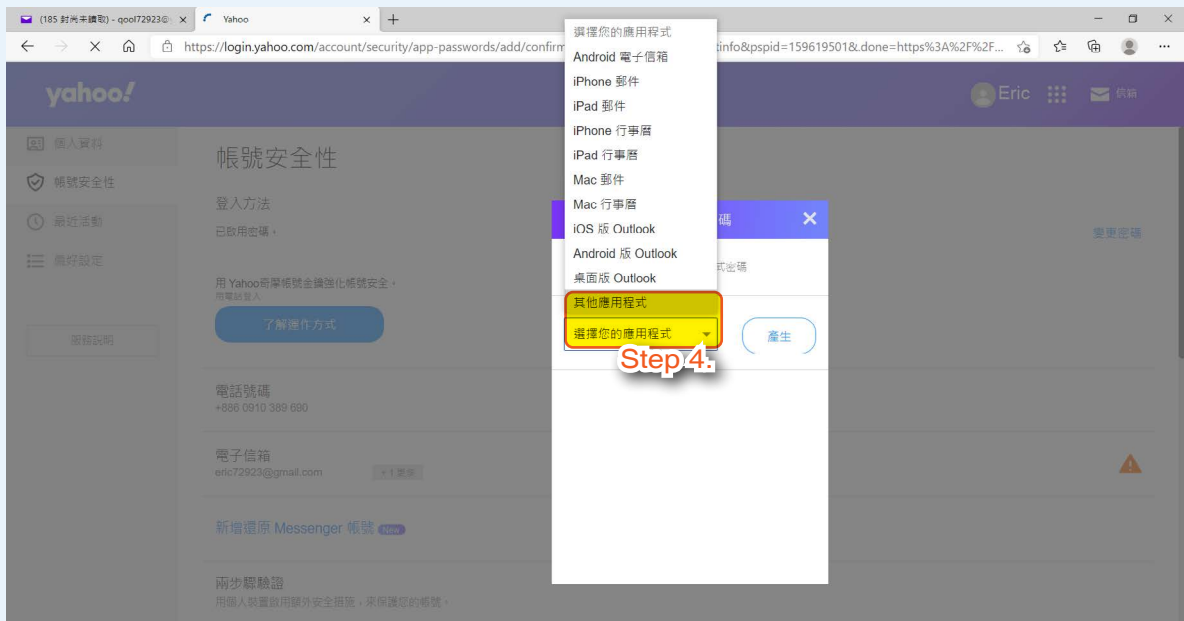 (185 封尚未讀取) - qool72923@
Yahoo
https://login.yahoo.com/account/security/app-passwords/add/confirm
tinfo&pspid=159619501&.done=https%3A%2F%2F...
yahoo!
Eric
信箱
個人資料
帳號安全性
最近活動
偏好設定
服務說明
帳號安全性
登入方法
已啟用密碼。
變更密碼
用 Yahoo奇摩帳號金鑰強化帳號安全。
用電話登入
了解運作方式
電話號碼
+886 0910 389 690
電子信箱
eric72923@gmail.com
+1 更多
新增還原 Messenger 帳號 New
兩步驟驗證
用個人裝置啟用額外安全措施，來保護您的帳號。
選擇您的應用程式
Android 電子信箱
iPhone 郵件
iPad 郵件
iPhone 行事曆
iPad 行事曆
Mac 郵件
Mac 行事曆
iOS 版 Outlook
Android 版 Outlook
桌面版 Outlook
其他應用程式
選擇您的應用程式
碼
式密碼
產生
Step 4.